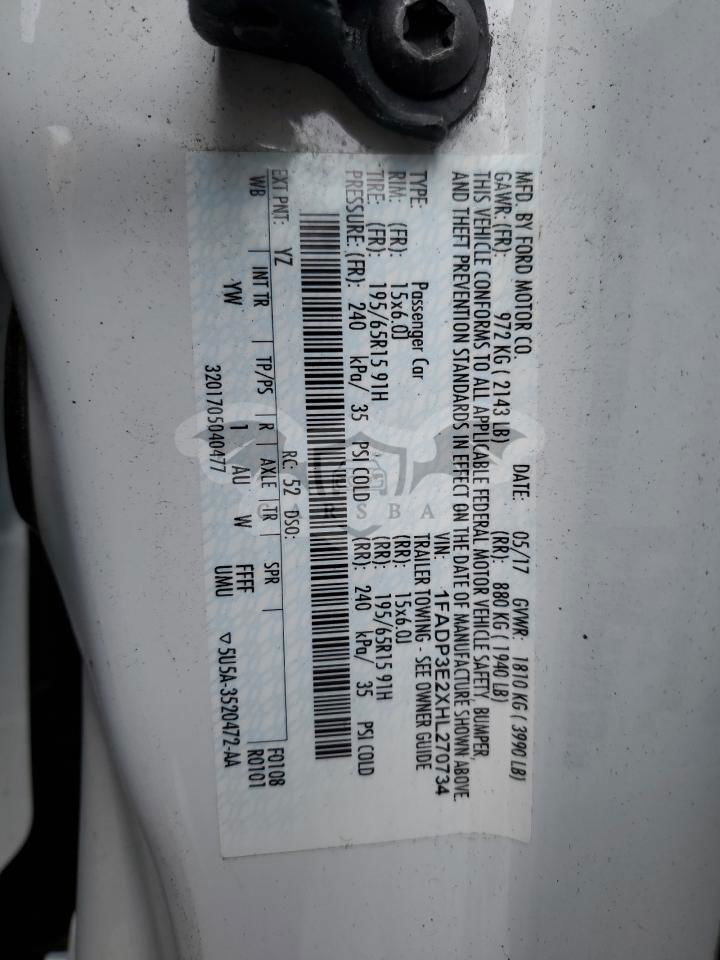 MFD. BY FORD MOTOR CO. DATE: 05/17 GVWR: 1810 KG ( 3990 LB)
GAWR: (FR): 972 KG ( 2143 LB) (RR): 880 KG ( 1940 LB)
THIS VEHICLE CONFORMS TO ALL APPLICABLE FEDERAL MOTOR VEHICLE SAFETY, BUMPER,
AND THEFT PREVENTION STANDARDS IN EFFECT ON THE DATE OF MANUFACTURE SHOWN ABOVE.
VIN: 1FADP3E2XHL270734
TYPE: Passenger Car TRAILER TOWING - SEE OWNER GUIDE
RIM: (FR): 15x6.0J (RR): 15x6.0J
TIRE: (FR): 195/65R15 91H (RR): 195/65R15 91H
PRESSURE: (FR): 240 kPa/ 35 PSI COLD (RR): 240 kPa/ 35 PSI COLD
EXT PNT: YZ RC: 52 DSO: F0108
WB INT TR TP/PS R AXLE TR SPR R0101
YW 1 AU W FFFF UMU
3201705040477 ▽5U5A-3520472-AA
CARSBA